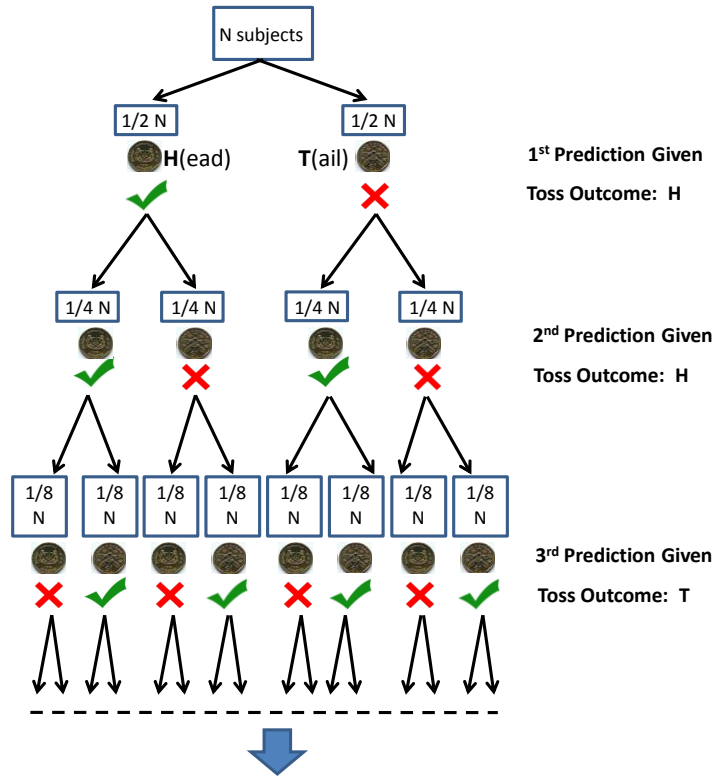 N subjects
1/2 N 1/2 N
H(ead) T(ail) 1st Prediction Given
Toss Outcome: H
1/4 N 1/4 N 1/4 N 1/4 N
2nd Prediction Given
Toss Outcome: H
1/8 1/8 1/8 1/8 1/8 1/8 1/8 1/8
N N N N N N N N
3rd Prediction Given
Toss Outcome: T